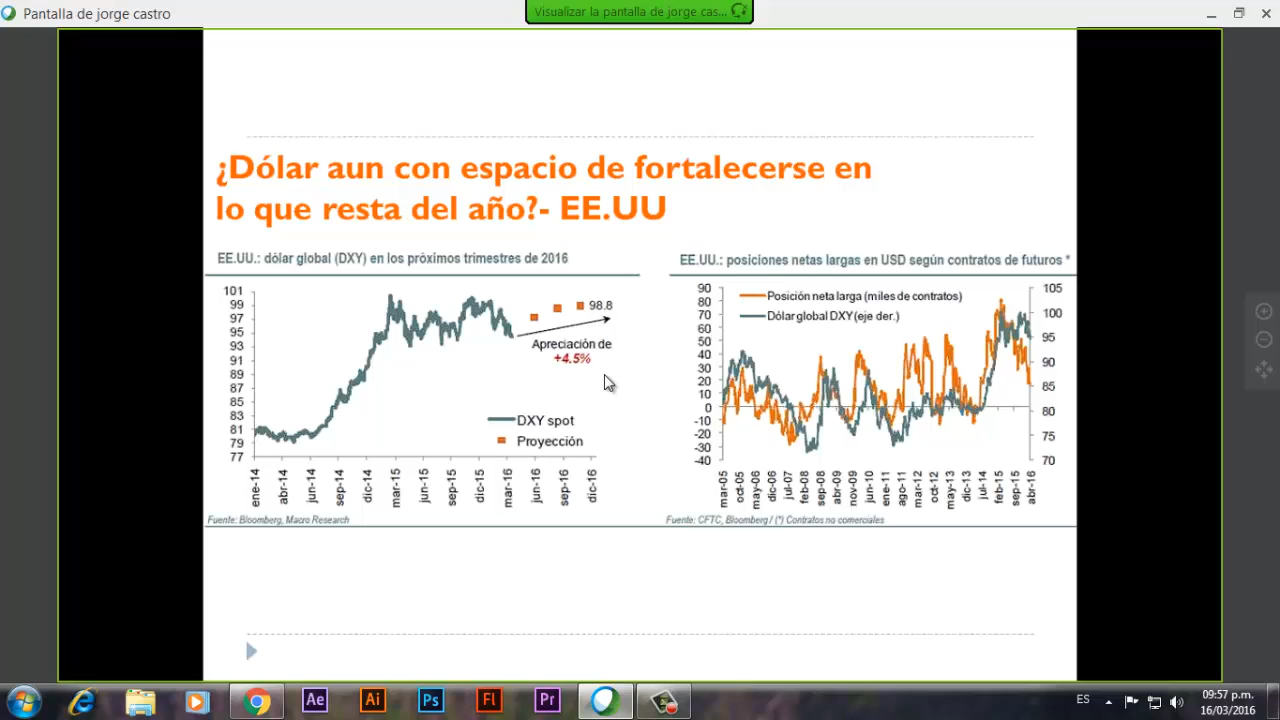 Pantalla de jorge castro
Visualizar la pantalla de jorge cas...
¿Dólar aun con espacio de fortalecerse en
lo que resta del año?- EE.UU
EE.UU.: dólar global (DXY) en los próximos trimestres de 2016
101
99
97
95
93
91
89
87
85
83
81
79
77
98.8
Apreciación de
+4.5%
DXY spot
Proyección
ene-14
abr-14
jun-14
sep-14
dic-14
mar-15
jun-15
sep-15
dic-15
mar-16
jun-16
sep-16
dic-16
Fuente: Bloomberg, Macro Research
EE.UU.: posiciones netas largas en USD según contratos de futuros *
90
80
70
60
50
40
30
20
10
0
-10
-20
-30
-40
Posición neta larga (miles de contratos)
Dólar global DXY (eje der.)
105
100
95
90
85
80
75
70
mar-05
oct-05
may-06
dic-06
jul-07
feb-08
sep-08
abr-09
nov-09
jun-10
ene-11
ago-11
mar-12
oct-12
may-13
dic-13
jul-14
feb-15
sep-15
abr-16
Fuente: CFTC, Bloomberg / (*) Contratos no comerciales
Ae
Ai
Ps
Fl
Pr
ES
09:57 p.m.
16/03/2016